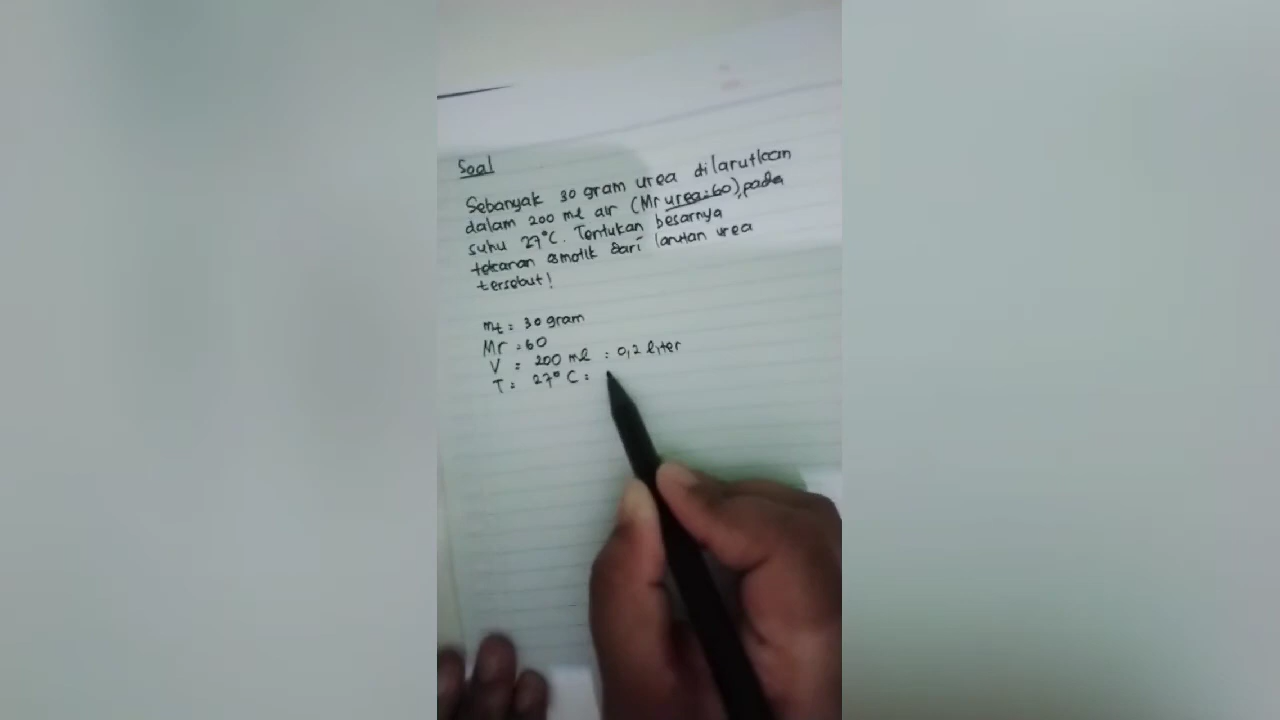 Soal
Sebanyak 30 gram urea dilarutkan
dalam 200 ml air (Mr urea=60), pada
suhu 27°C. Tentukan besarnya
tekanan osmotik dari larutan urea
tersebut!
mt = 30 gram
Mr = 60
V = 200 ml = 0,2 liter
T = 27° C =